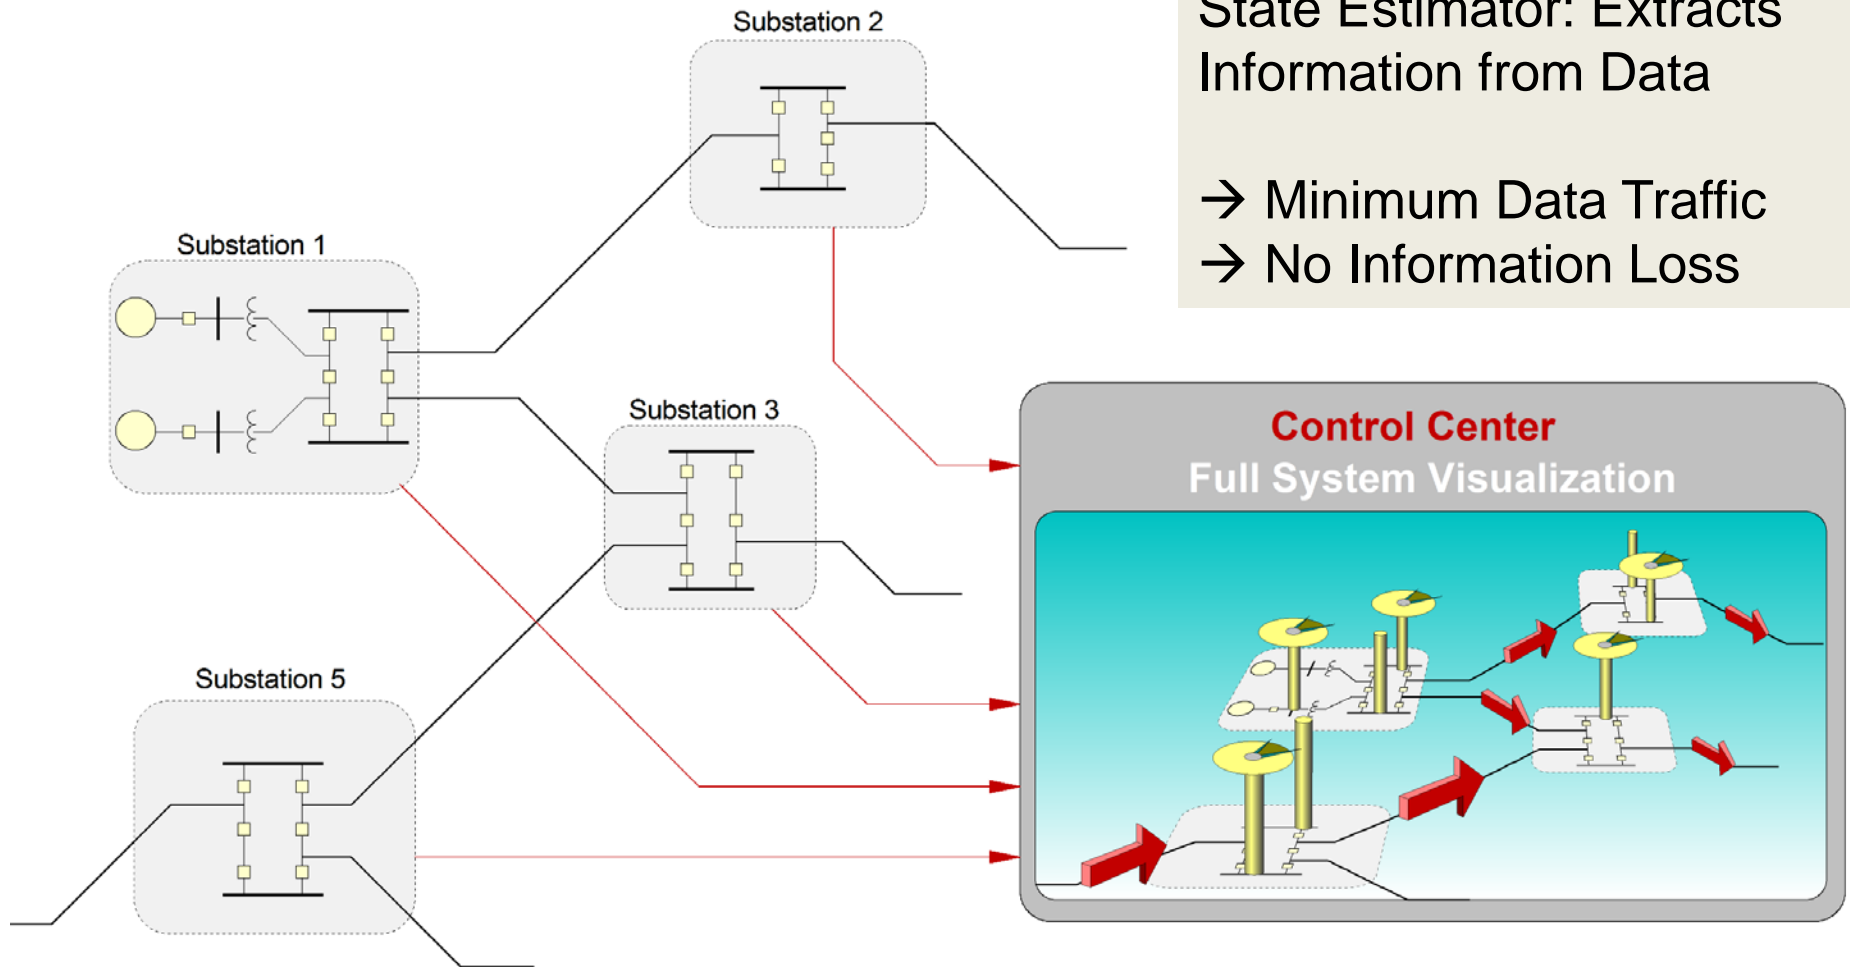 Substation 2
State Estimator: Extracts
Information from Data
→ Minimum Data Traffic
→ No Information Loss
Substation 1
Substation 3
Control Center
Full System Visualization
Substation 5